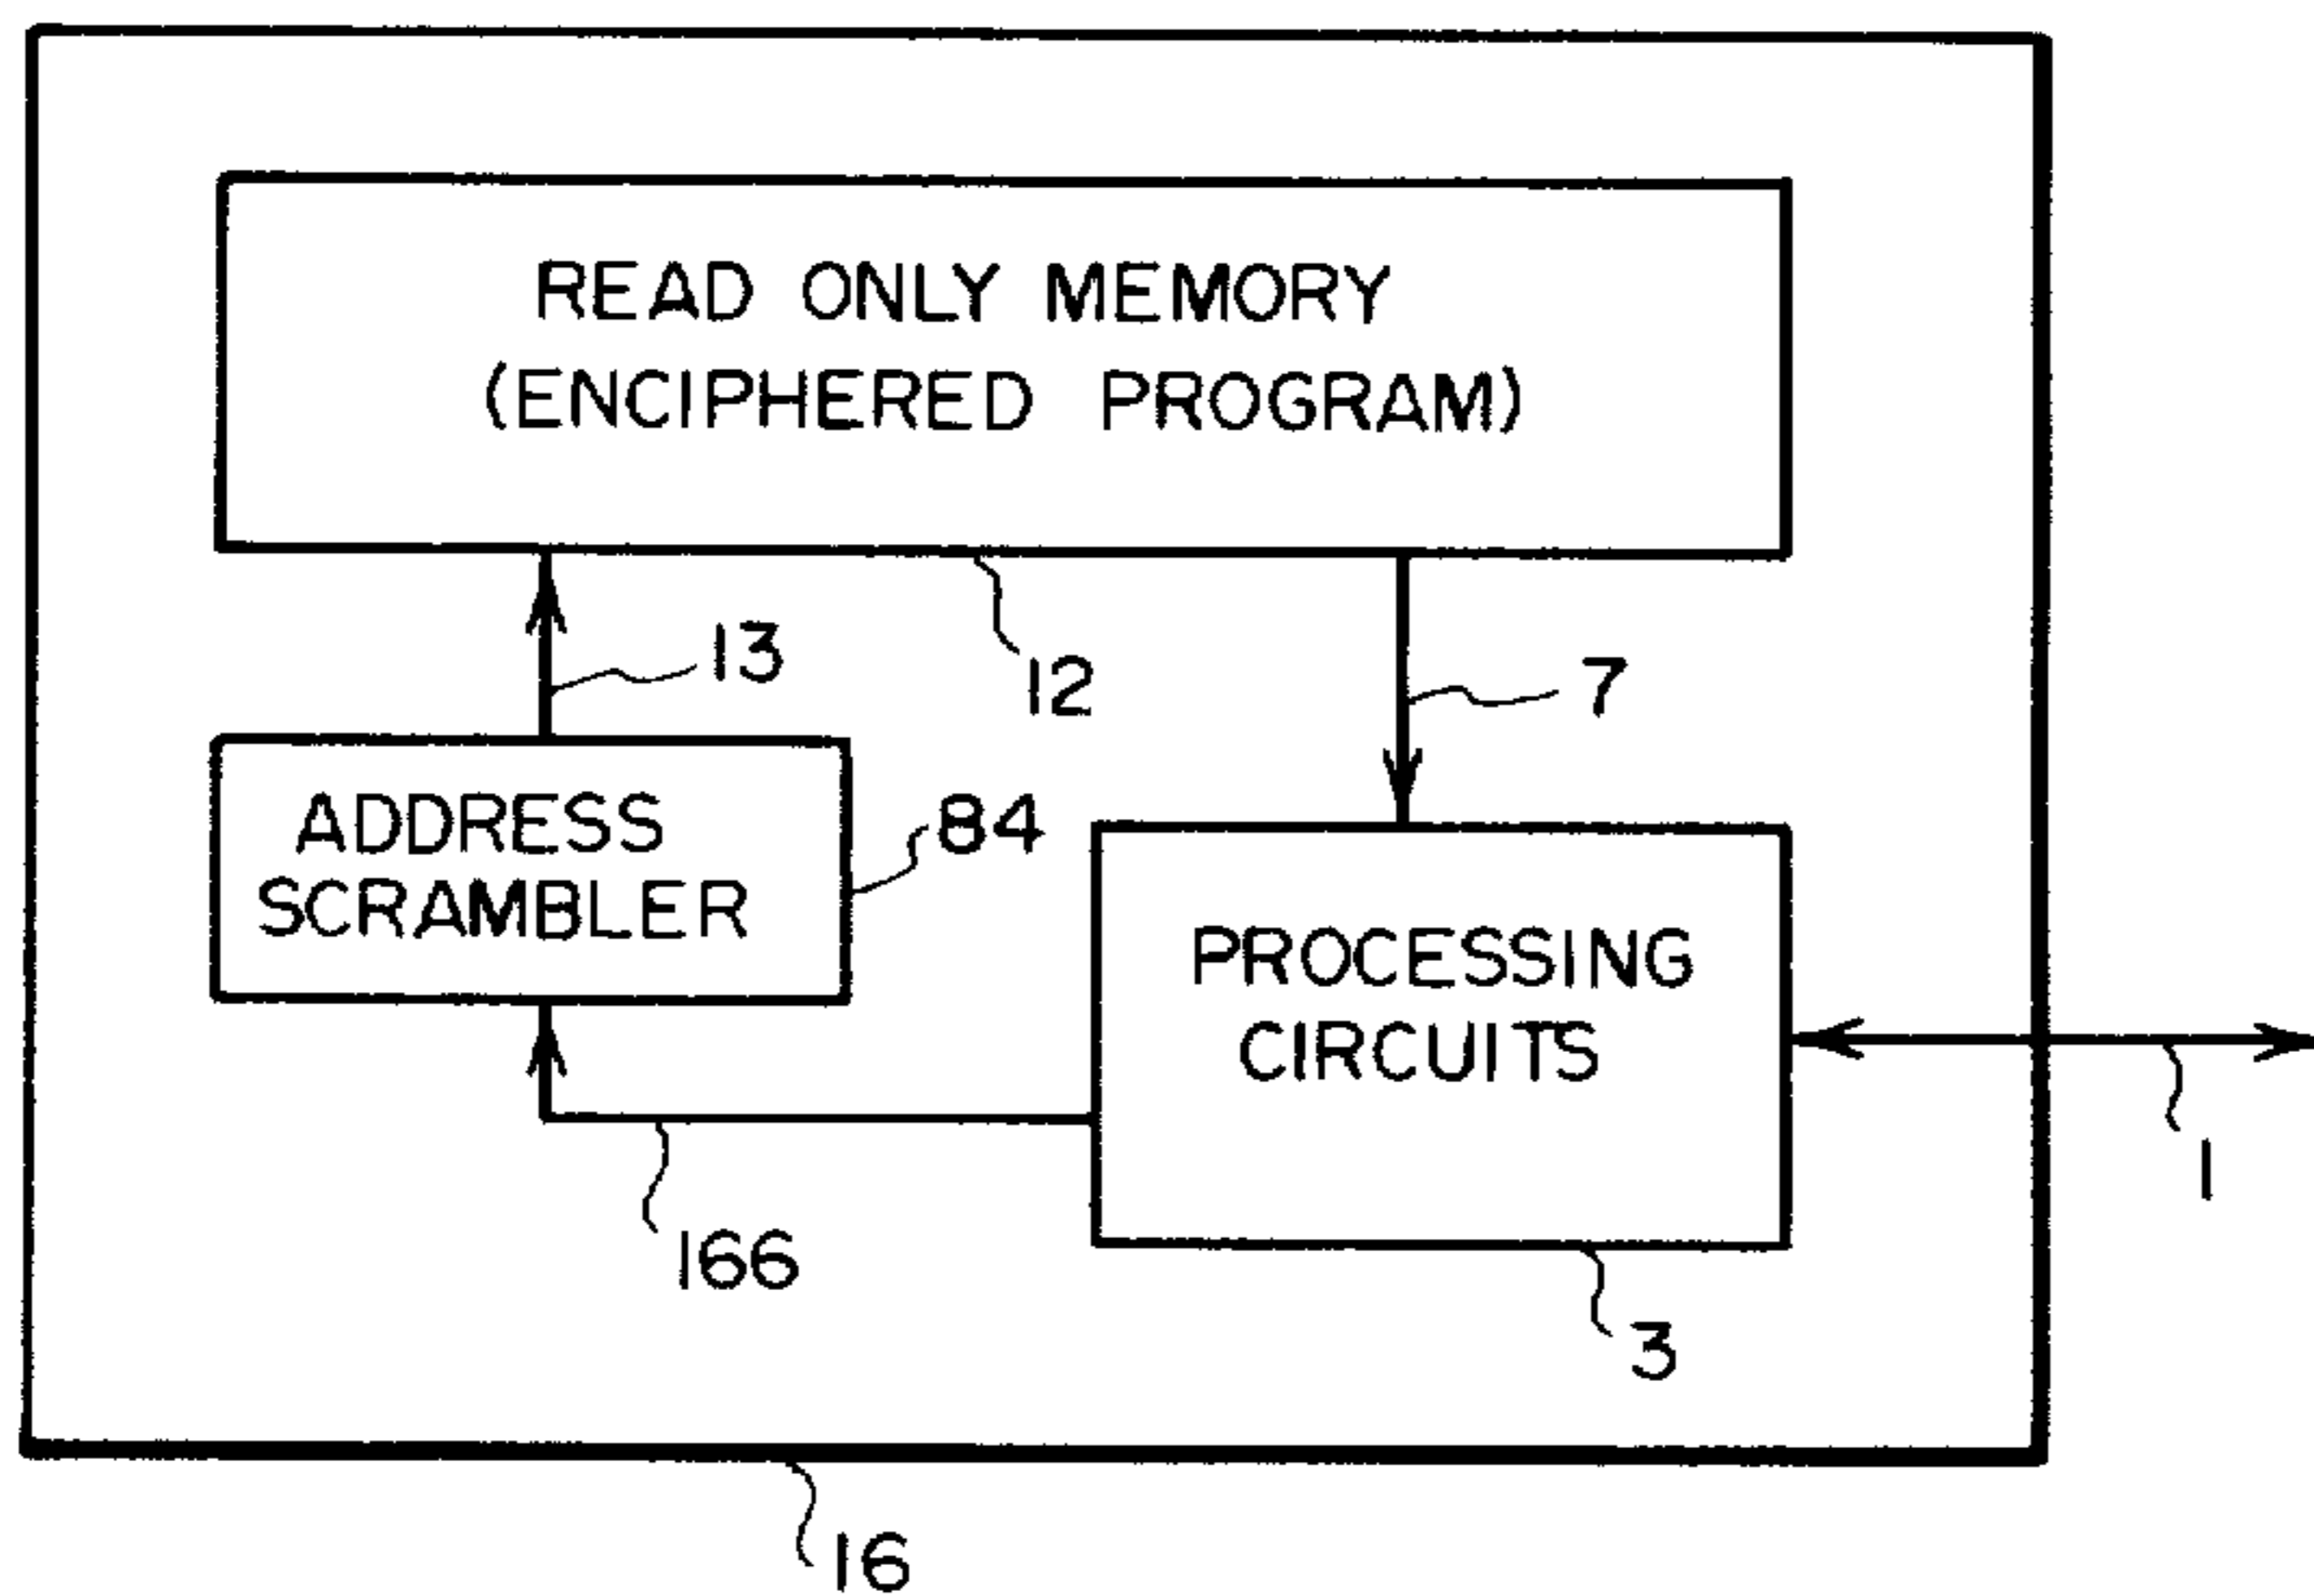 READ ONLY MEMORY
(ENCIPHERED PROGRAM)
13
12
7
ADDRESS
SCRAMBLER
84
PROCESSING
CIRCUITS
1
166
3
16